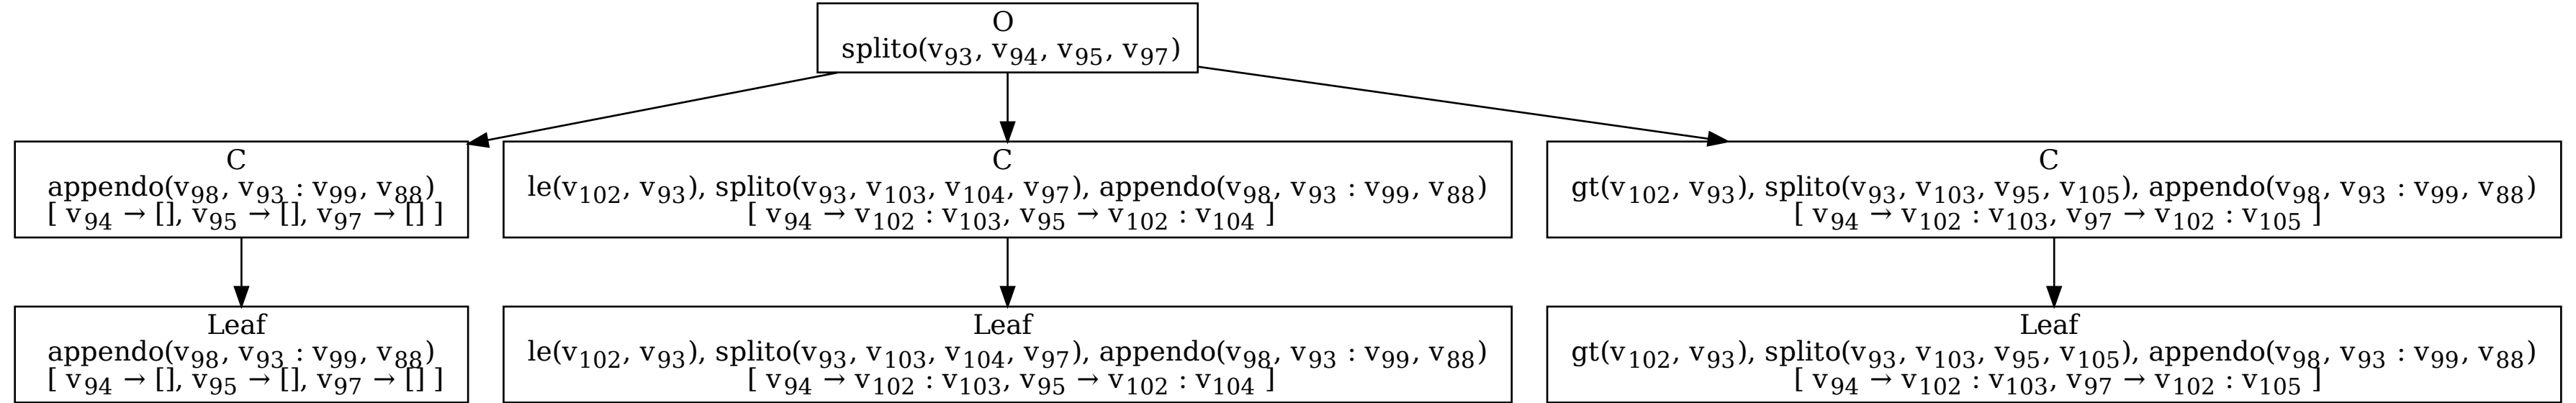 O
splito(v₉₃, v₉₄, v₉₅, v₉₇)
C
appendo(v₉₈, v₉₃ : v₉₉, v₈₈)
[ v₉₄ → [], v₉₅ → [], v₉₇ → [] ]
C
le(v₁₀₂, v₉₃), splito(v₉₃, v₁₀₃, v₁₀₄, v₉₇), appendo(v₉₈, v₉₃ : v₉₉, v₈₈)
[ v₉₄ → v₁₀₂ : v₁₀₃, v₉₅ → v₁₀₂ : v₁₀₄ ]
C
gt(v₁₀₂, v₉₃), splito(v₉₃, v₁₀₃, v₉₅, v₁₀₅), appendo(v₉₈, v₉₃ : v₉₉, v₈₈)
[ v₉₄ → v₁₀₂ : v₁₀₃, v₉₇ → v₁₀₂ : v₁₀₅ ]
Leaf
appendo(v₉₈, v₉₃ : v₉₉, v₈₈)
[ v₉₄ → [], v₉₅ → [], v₉₇ → [] ]
Leaf
le(v₁₀₂, v₉₃), splito(v₉₃, v₁₀₃, v₁₀₄, v₉₇), appendo(v₉₈, v₉₃ : v₉₉, v₈₈)
[ v₉₄ → v₁₀₂ : v₁₀₃, v₉₅ → v₁₀₂ : v₁₀₄ ]
Leaf
gt(v₁₀₂, v₉₃), splito(v₉₃, v₁₀₃, v₉₅, v₁₀₅), appendo(v₉₈, v₉₃ : v₉₉, v₈₈)
[ v₉₄ → v₁₀₂ : v₁₀₃, v₉₇ → v₁₀₂ : v₁₀₅ ]